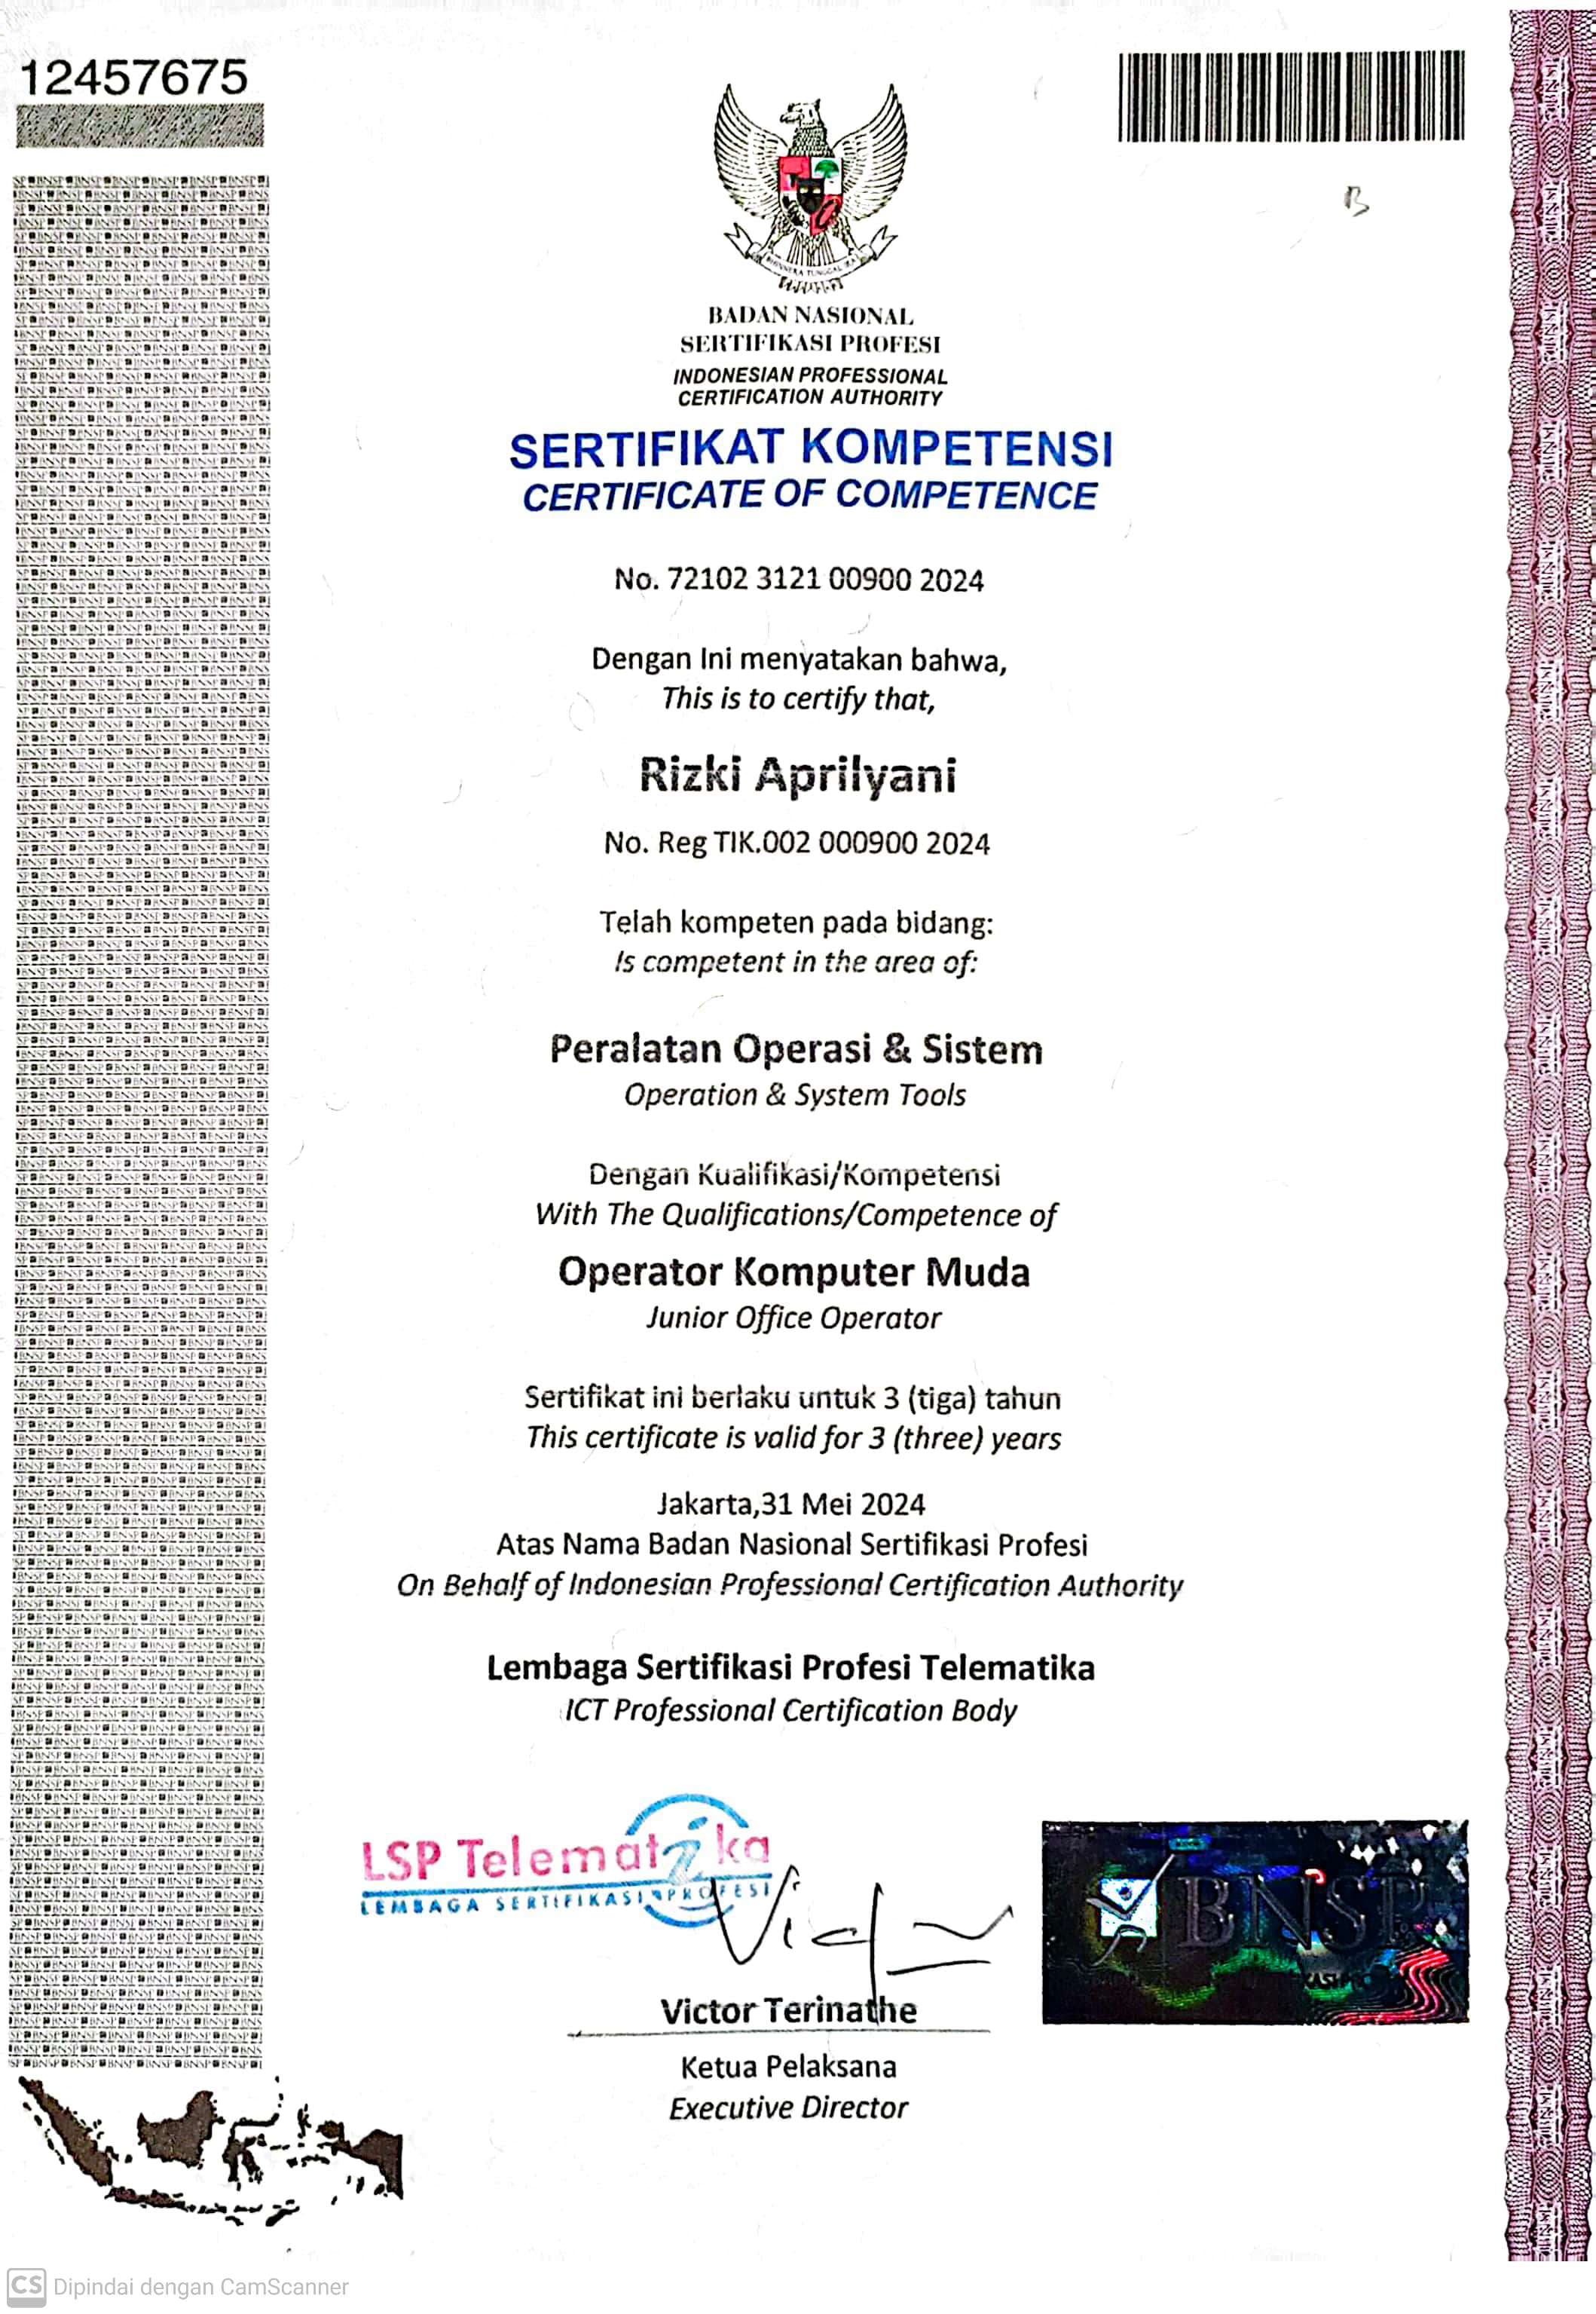 12457675
BHINNEKA TUNGGAL IKA
BADAN NASIONAL
SERTIFIKASI PROFESI
INDONESIAN PROFESSIONAL
CERTIFICATION AUTHORITY
SERTIFIKAT KOMPETENSI
CERTIFICATE OF COMPETENCE
No. 72102 3121 00900 2024
Dengan Ini menyatakan bahwa,
This is to certify that,
Rizki Aprilyani
No. Reg TIK.002 000900 2024
Telah kompeten pada bidang:
Is competent in the area of:
Peralatan Operasi & Sistem
Operation & System Tools
Dengan Kualifikasi/Kompetensi
With The Qualifications/Competence of
Operator Komputer Muda
Junior Office Operator
Sertifikat ini berlaku untuk 3 (tiga) tahun
This certificate is valid for 3 (three) years
Jakarta,31 Mei 2024
Atas Nama Badan Nasional Sertifikasi Profesi
On Behalf of Indonesian Professional Certification Authority
Lembaga Sertifikasi Profesi Telematika
ICT Professional Certification Body
LSP Telematika
LEMBAGA SERTIFIKASI PROFESI
BNSP
Victor Terinathe
Ketua Pelaksana
Executive Director
CS Dipindai dengan CamScanner